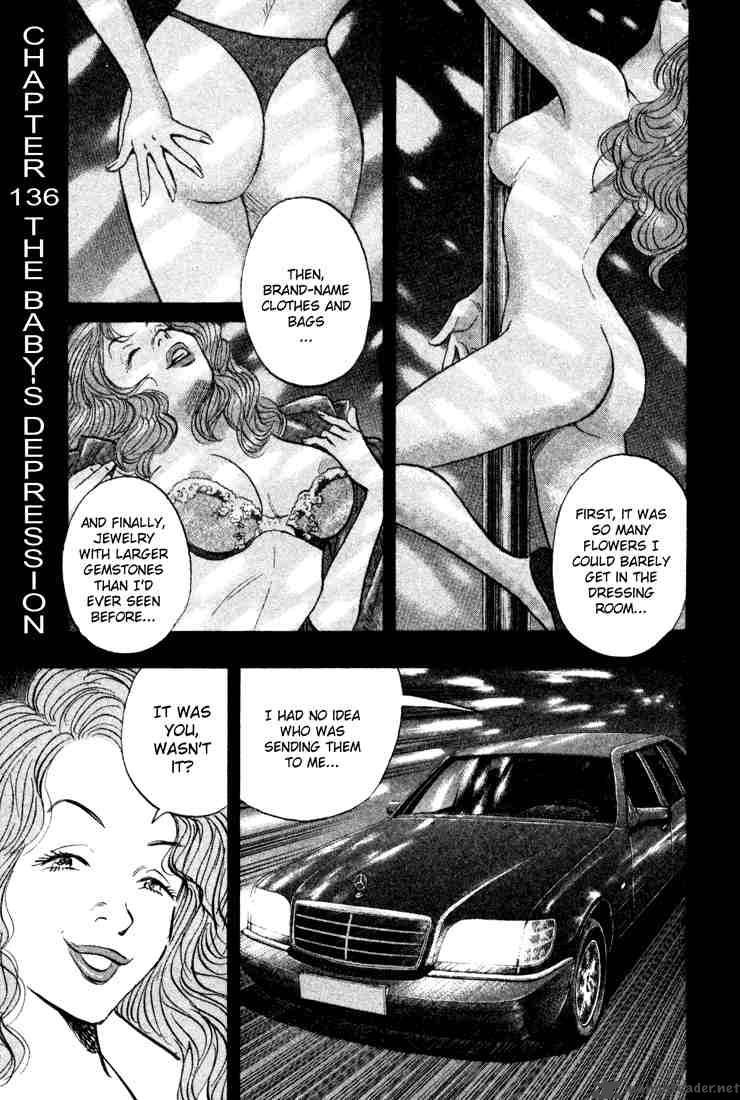 CHAPTER 136 THE BABY'S DEPRESSION
FIRST, IT WAS
SO MANY
FLOWERS I
COULD BARELY
GET IN THE
DRESSING
ROOM...
THEN,
BRAND-NAME
CLOTHES AND
BAGS
...
AND FINALLY,
JEWELRY
WITH LARGER
GEMSTONES
THAN I'D
EVER SEEN
BEFORE...
I HAD NO IDEA
WHO WAS
SENDING THEM
TO ME...
IT WAS
YOU,
WASN'T
IT?